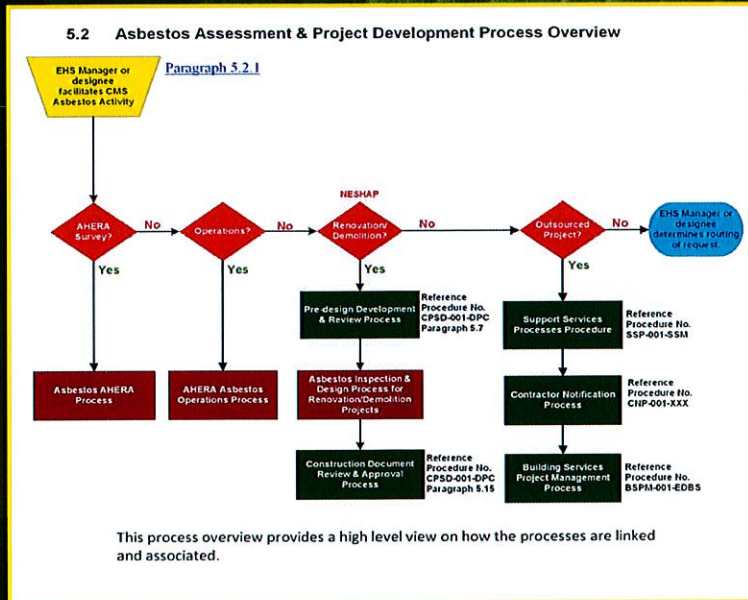 5.2 Asbestos Assessment & Project Development Process Overview
EHS Manager or
designee
facilitates CMS
Asbestos Activity
Paragraph 5.2.1
AHERA
Survey?
No
Operations?
No
NESHAP
Renovation/
Demolition?
No
Outsourced
Project?
No
EHS Manager or
designee
determines routing
of request.
Yes
Yes
Yes
Yes
Asbestos AHERA
Process
AHERA Asbestos
Operations Process
Pre-design Development
& Review Process
Reference
Procedure No.
CPSD-001-DPC
Paragraph 5.7
Asbestos Inspection &
Design Process for
Renovation/Demolition
Projects
Construction Document
Review & Approval
Process
Reference
Procedure No.
CPSD-001-DPC
Paragraph 5.15
Support Services
Processes Procedure
Reference
Procedure No.
SSP-001-SSM
Contractor Notification
Process
Reference
Procedure No.
CNP-001-XXX
Building Services
Project Management
Process
Reference
Procedure No.
BSPM-001-EDBS
This process overview provides a high level view on how the processes are linked
and associated.